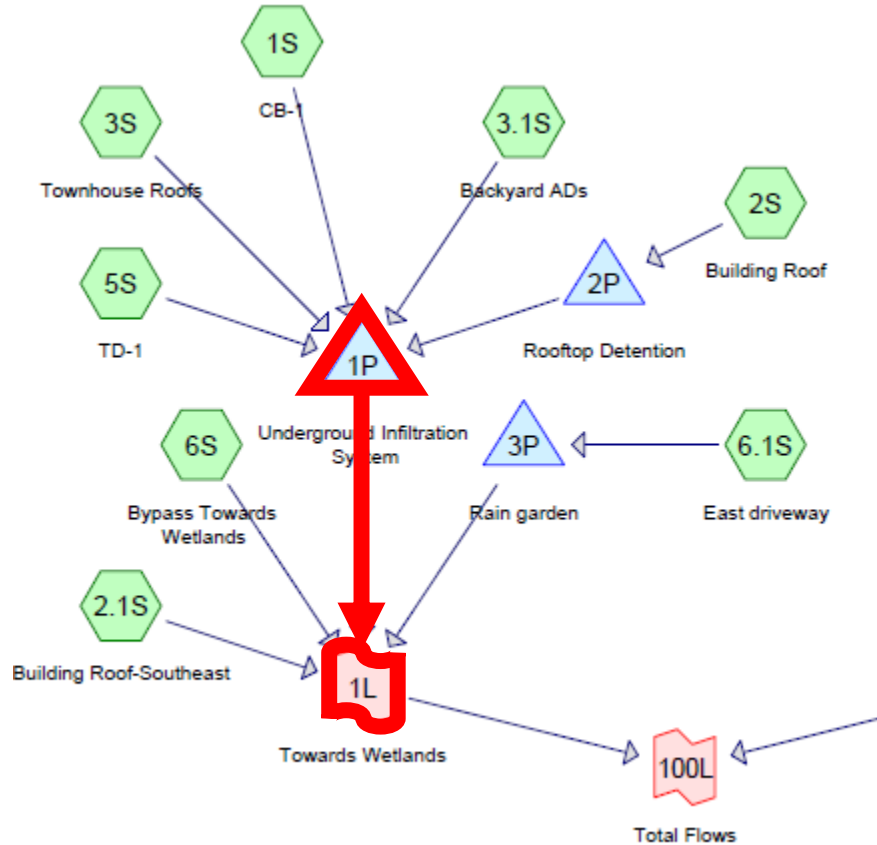 1S
CB-1
3S
Townhouse Roofs
3.1S
Backyard ADs
2S
Building Roof
5S
TD-1
2P
Rooftop Detention
1P
Underground Infiltration
System
6S
Bypass Towards
Wetlands
3P
Rain garden
6.1S
East driveway
2.1S
Building Roof-Southeast
1L
Towards Wetlands
100L
Total Flows